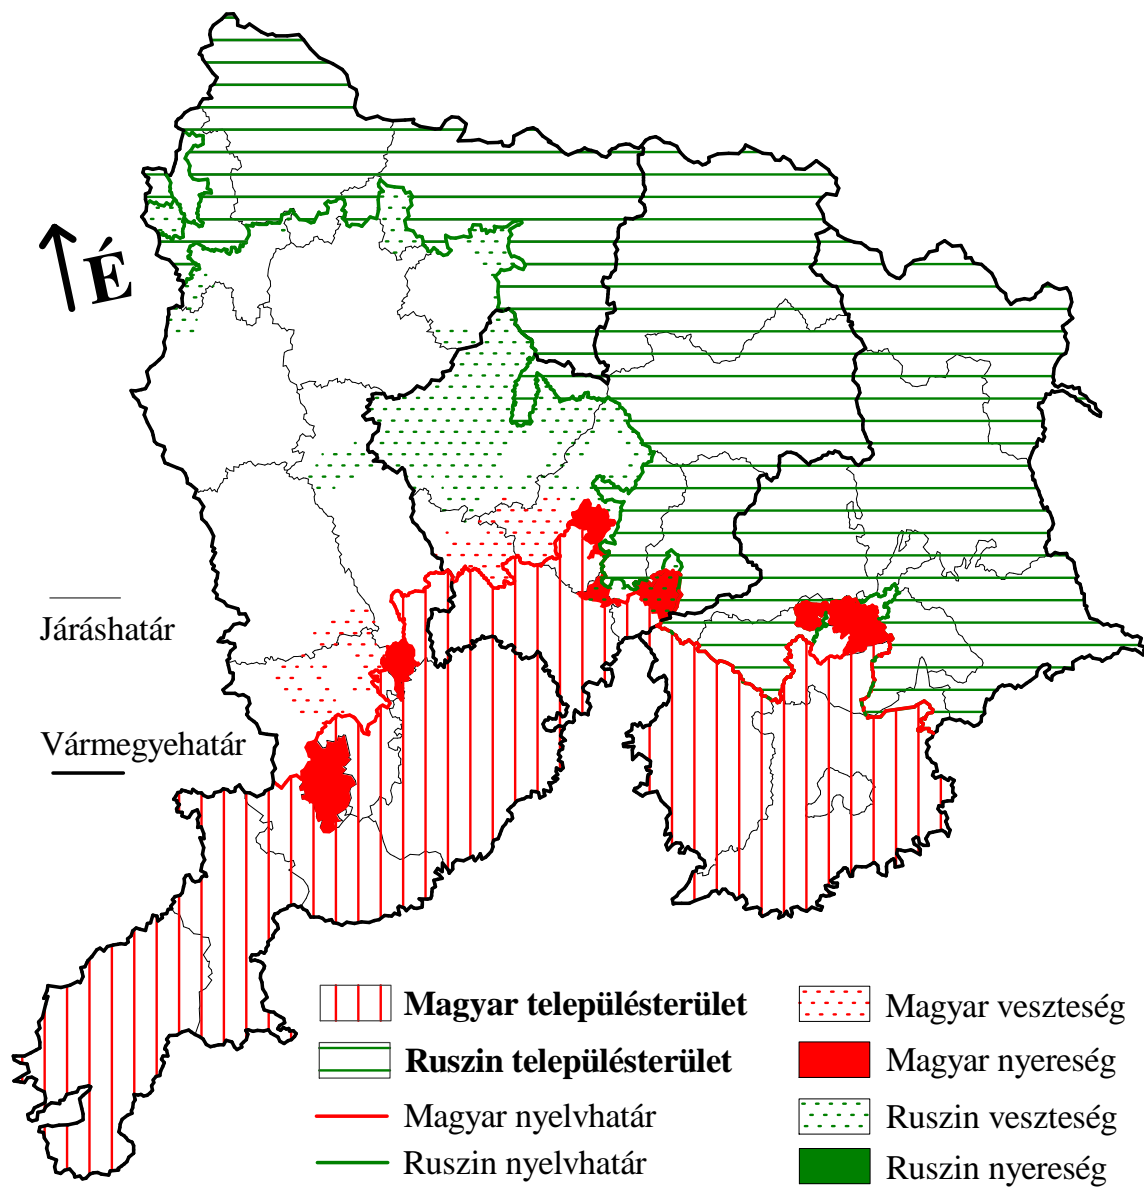 É
Járáshatár
Vármegyehatár
Magyar településterület
Ruszin településterület
Magyar nyelvhatár
Ruszin nyelvhatár
Magyar veszteség
Magyar nyereség
Ruszin veszteség
Ruszin nyereség